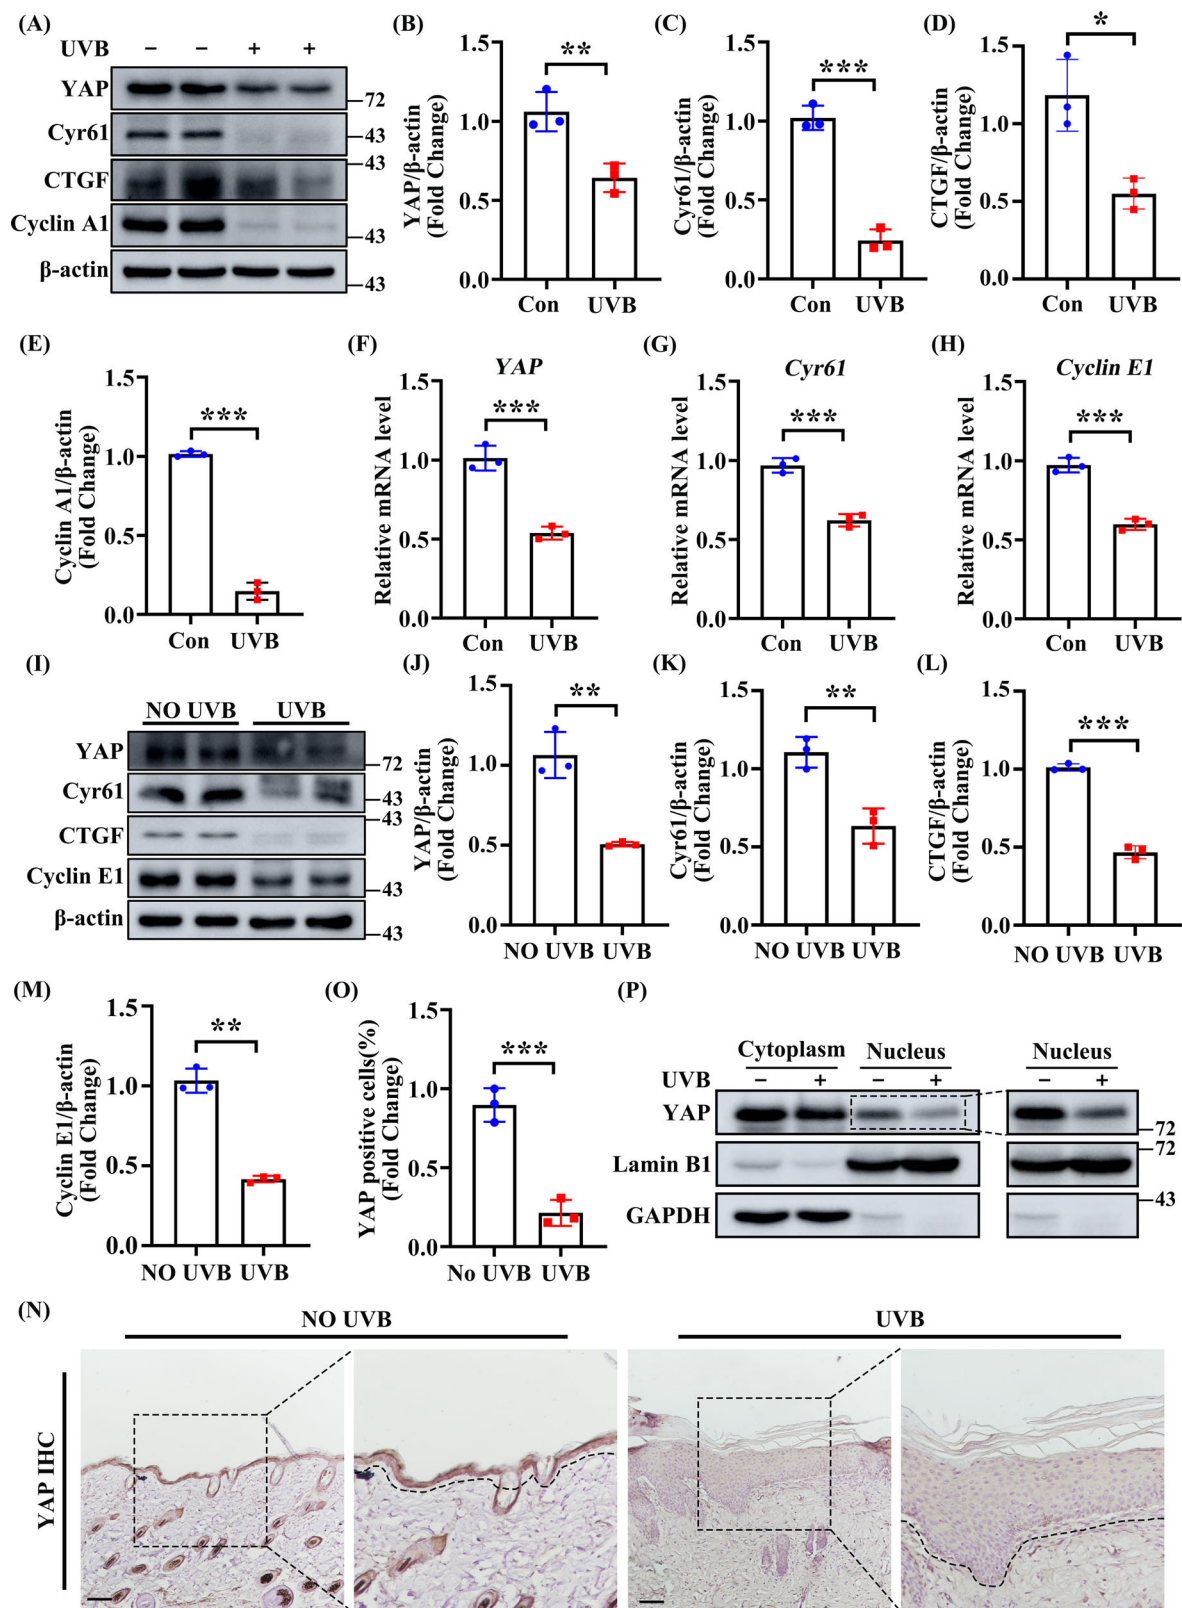 (A)
UVB − − + +
YAP
Cyr61
CTGF
Cyclin A1
β-actin
72
43
43
43
43
(B)
YAP/β-actin
(Fold Change)
1.5
1.0
0.5
0.0
**
Con UVB
(C)
Cyr61/β-actin
(Fold Change)
1.5
1.0
0.5
0.0
***
Con UVB
(D)
CTGF/β-actin
(Fold Change)
1.5
1.0
0.5
0.0
*
Con UVB
(E)
Cyclin A1/β-actin
(Fold Change)
1.5
1.0
0.5
0.0
***
Con UVB
(F)
YAP
Relative mRNA level
1.5
1.0
0.5
0.0
***
Con UVB
(G)
Cyr61
Relative mRNA level
1.5
1.0
0.5
0.0
***
Con UVB
(H)
Cyclin E1
Relative mRNA level
1.5
1.0
0.5
0.0
***
Con UVB
(I)
NO UVB UVB
YAP
Cyr61
CTGF
Cyclin E1
β-actin
72
43
43
43
43
(J)
YAP/β-actin
(Fold Change)
1.5
1.0
0.5
0.0
**
NO UVB UVB
(K)
Cyr61/β-actin
(Fold Change)
1.5
1.0
0.5
0.0
**
NO UVB UVB
(L)
CTGF/β-actin
(Fold Change)
1.5
1.0
0.5
0.0
***
NO UVB UVB
(M)
Cyclin E1/β-actin
(Fold Change)
1.5
1.0
0.5
0.0
**
NO UVB UVB
(O)
YAP positive cells(%)
(Fold Change)
1.5
1.0
0.5
0.0
***
No UVB UVB
(P)
Cytoplasm Nucleus Nucleus
UVB − + − + − +
YAP
Lamin B1
GAPDH
72
72
43
(N)
NO UVB UVB
YAP IHC